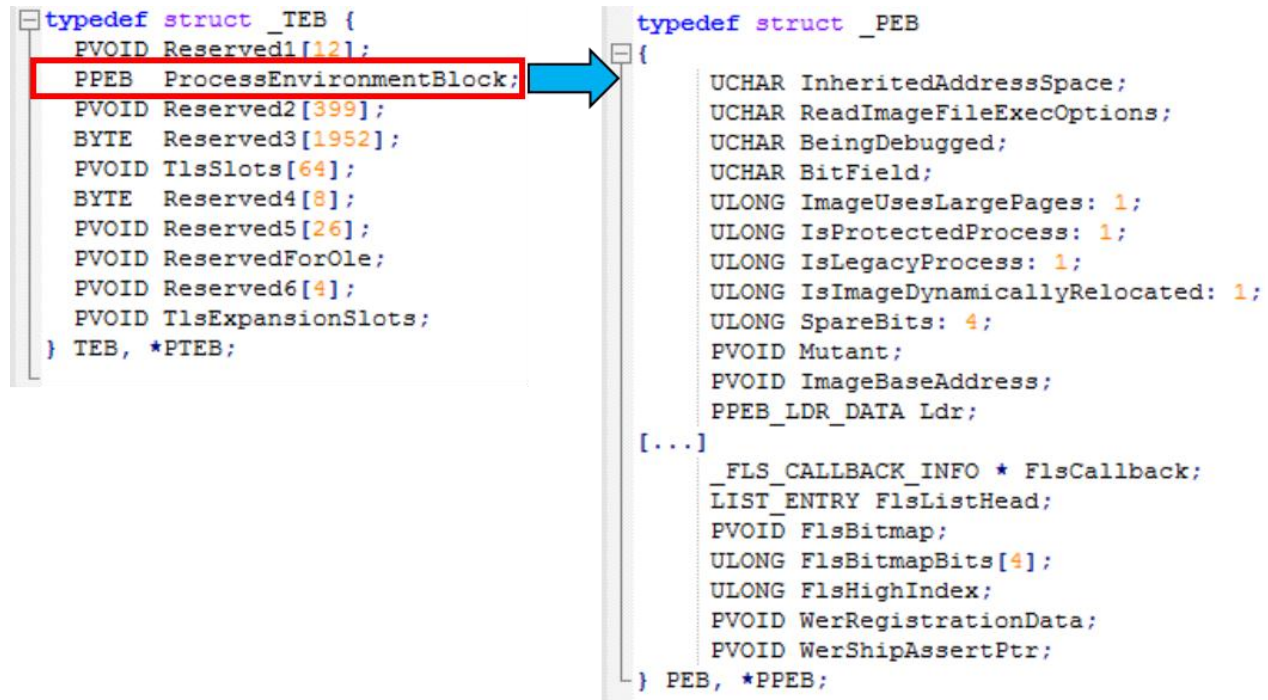 typedef struct _TEB {
PVOID Reserved1[12];
PPEB ProcessEnvironmentBlock;
PVOID Reserved2[399];
BYTE Reserved3[1952];
PVOID TlsSlots[64];
BYTE Reserved4[8];
PVOID Reserved5[26];
PVOID ReservedForOle;
PVOID Reserved6[4];
PVOID TlsExpansionSlots;
} TEB, *PTEB;
typedef struct _PEB
{
UCHAR InheritedAddressSpace;
UCHAR ReadImageFileExecOptions;
UCHAR BeingDebugged;
UCHAR BitField;
ULONG ImageUsesLargePages: 1;
ULONG IsProtectedProcess: 1;
ULONG IsLegacyProcess: 1;
ULONG IsImageDynamicallyRelocated: 1;
ULONG SpareBits: 4;
PVOID Mutant;
PVOID ImageBaseAddress;
PPEB_LDR_DATA Ldr;
[...]
_FLS_CALLBACK_INFO * FlsCallback;
LIST_ENTRY FlsListHead;
PVOID FlsBitmap;
ULONG FlsBitmapBits[4];
ULONG FlsHighIndex;
PVOID WerRegistrationData;
PVOID WerShipAssertPtr;
} PEB, *PPEB;